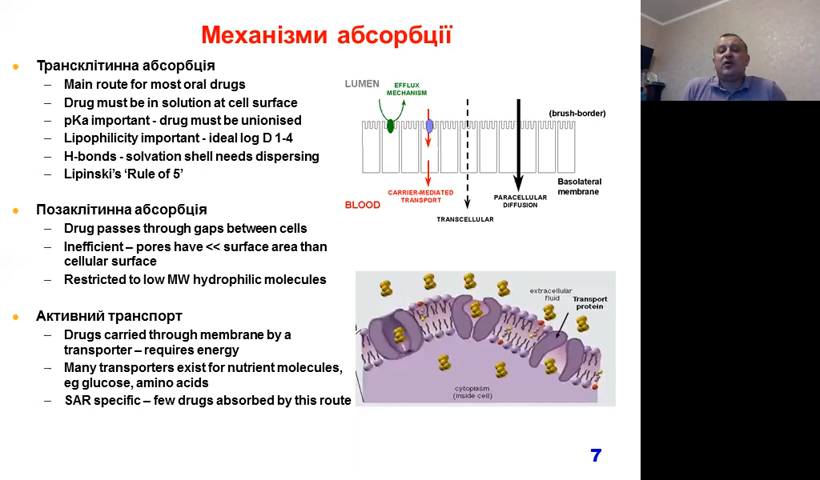 Механізми абсорбції
Трансклітинна абсорбція
– Main route for most oral drugs
– Drug must be in solution at cell surface
– pKa important - drug must be unionised
– Lipophilicity important - ideal log D 1-4
– H-bonds - solvation shell needs dispersing
– Lipinski's 'Rule of 5'
Позаклітинна абсорбція
– Drug passes through gaps between cells
– Inefficient – pores have << surface area than
cellular surface
– Restricted to low MW hydrophilic molecules
Активний транспорт
– Drugs carried through membrane by a
transporter – requires energy
– Many transporters exist for nutrient molecules,
eg glucose, amino acids
– SAR specific – few drugs absorbed by this route
LUMEN
EFFLUX
MECHANISM
(brush-border)
Basolateral
membrane
CARRIER-MEDIATED
TRANSPORT
PARACELLULAR
DIFFUSION
BLOOD
TRANSCELLULAR
extracellular
fluid
Transport
protein
cytoplasm
(inside cell)
7